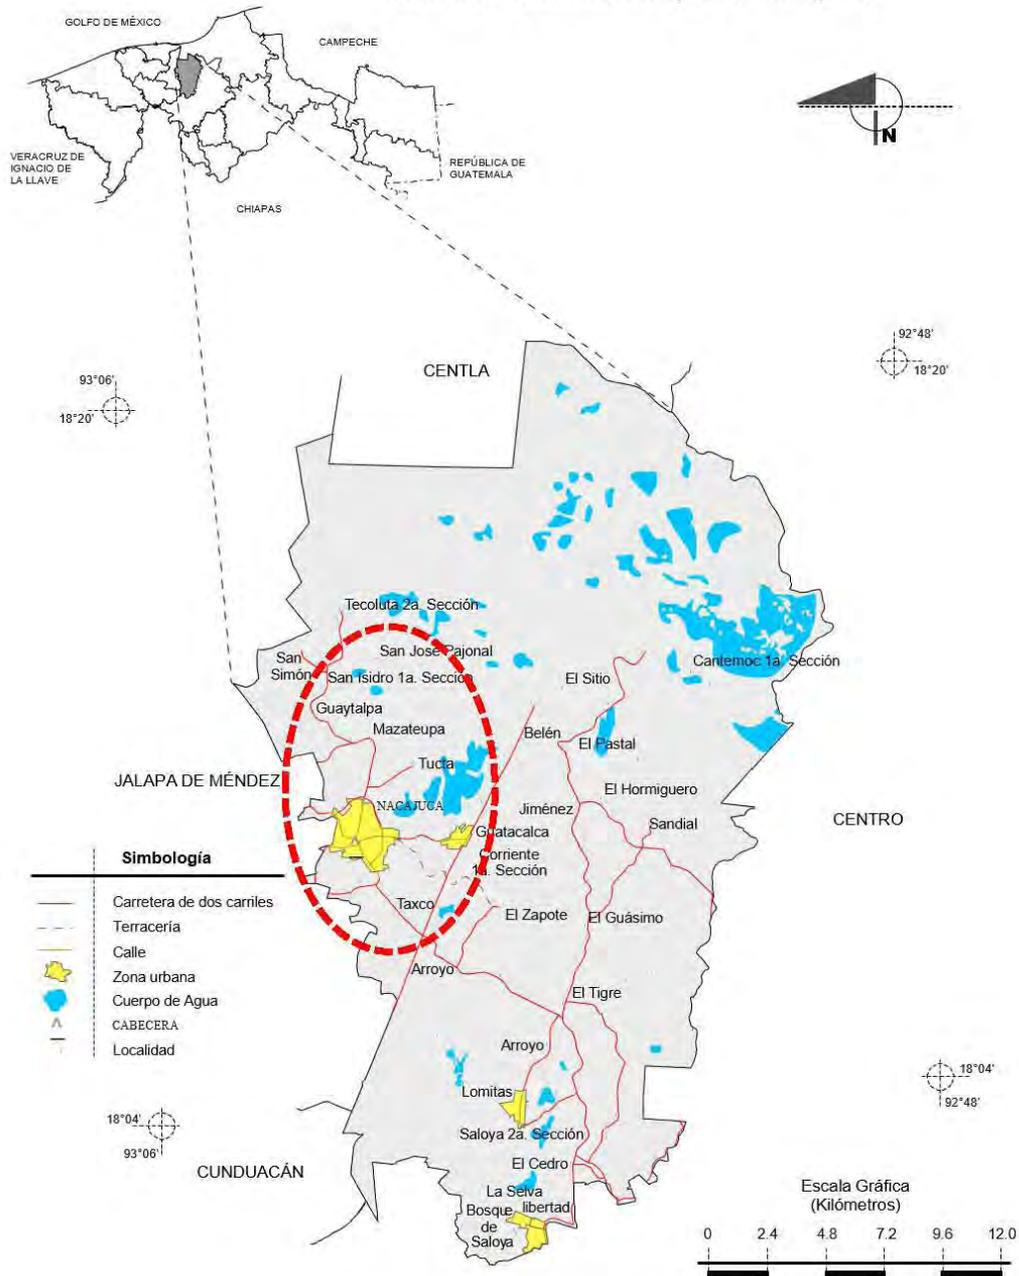 GOLFO DE MÉXICO
CAMPECHE
VERACRUZ DE
IGNACIO DE
LA LLAVE
REPÚBLICA DE
GUATEMALA
CHIAPAS
N
92°48'
18°20'
93°06'
18°20'
CENTLA
Tecoluta 2a. Sección
San José Pajonal
San
Simón
San Isidro 1a. Sección
Cantemoc 1a. Sección
El Sitio
Guaytalpa
Mazateupa
Belén
El Pastal
Tucta
JALAPA DE MÉNDEZ
El Hormiguero
NACAJUCA
Jiménez
Sandial
CENTRO
Guatacalca
Corriente
1a. Sección
Taxco
El Zapote
El Guásimo
Arroyo
El Tigre
Arroyo
Lomitas
Saloya 2a. Sección
El Cedro
La Selva
libertad
Bosque
de
Saloya
Simbología
Carretera de dos carriles
Terracería
Calle
Zona urbana
Cuerpo de Agua
CABECERA
Localidad
18°04'
93°06'
CUNDUACÁN
18°04'
92°48'
Escala Gráfica
(Kilómetros)
0 2.4 4.8 7.2 9.6 12.0